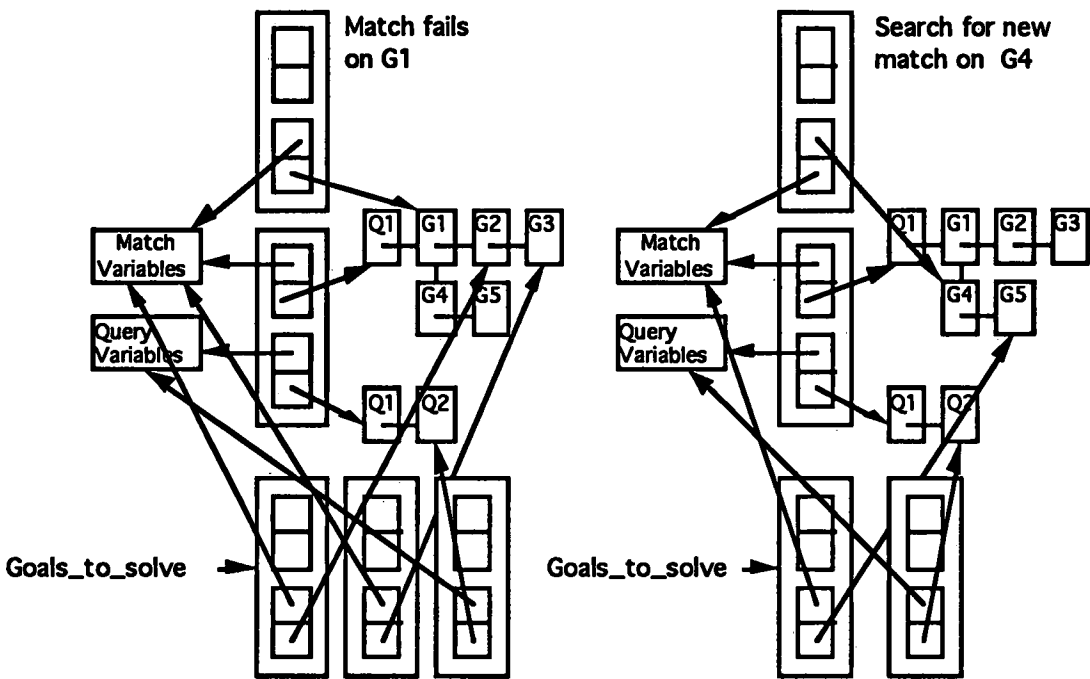 Match fails
on G1
Q1 G1 G2 G3
Match
Variables
G4 G5
Query
Variables
Q1 Q2
Goals_to_solve
Search for new
match on G4
Q1 G1 G2 G3
Match
Variables
G4 G5
Query
Variables
Q1 Q2
Goals_to_solve